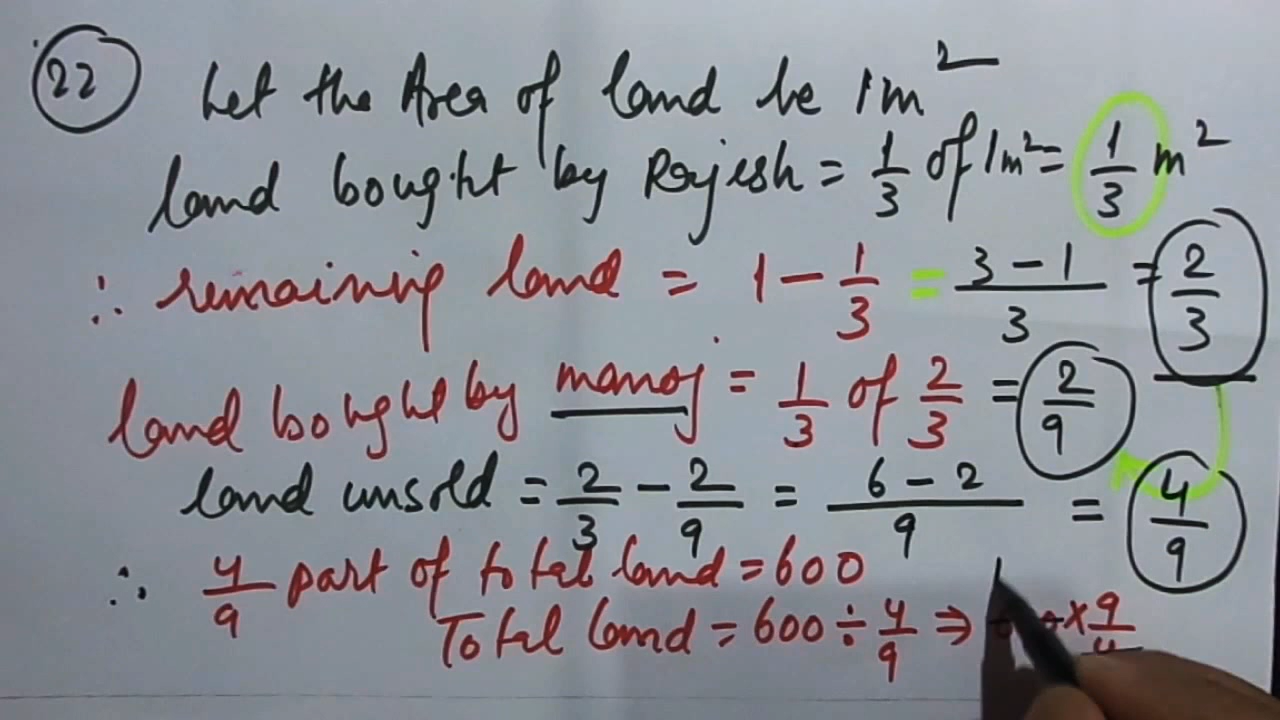 22 Let the Area of land be 1m²
land bought by Rajesh = 1/3 of 1m² = 1/3 m²
∴ remaining land = 1 - 1/3 = 3-1/3 = 2/3
land bought by manoj = 1/3 of 2/3 = 2/9
land unsold = 2/3 - 2/9 = 6-2/9 = 4/9
∴ 4/9 part of total land = 600
Total land = 600 ÷ 4/9 ⇒ × 9/4